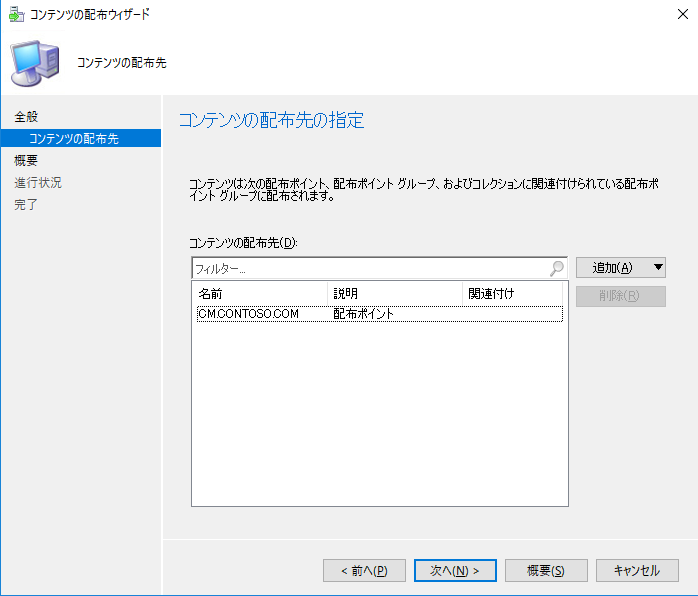 コンテンツの配布ウィザード
コンテンツの配布先
全般
コンテンツの配布先
概要
進行状況
完了
コンテンツの配布先の指定
コンテンツは次の配布ポイント、配布ポイント グループ、およびコレクションに関連付けられている配布ポ
イント グループに配布されます。
コンテンツの配布先(D):
フィルター...
追加(A)
削除(R)
名前 説明 関連付け
CM.CONTOSO.COM 配布ポイント
< 前へ(P) 次へ(N) > 概要(S) キャンセル